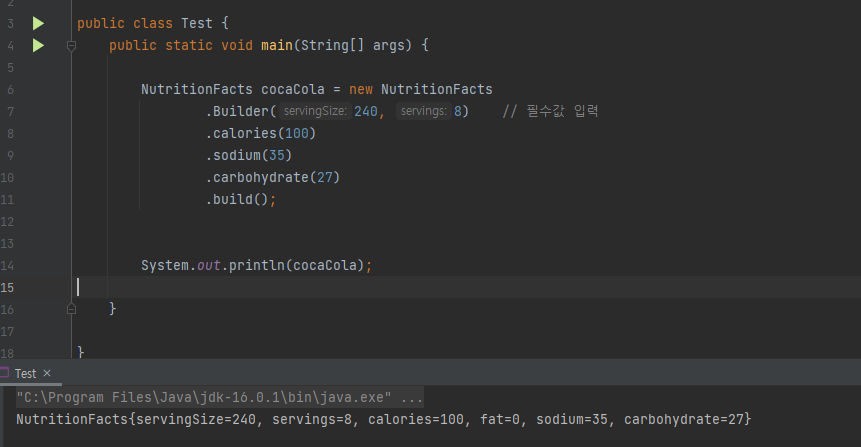 2
3 public class Test {
4 public static void main(String[] args) {
5
6 NutritionFacts cocaCola = new NutritionFacts
7 .Builder( servingSize: 240, servings: 8) // 필수값 입력
8 .calories(100)
9 .sodium(35)
10 .carbohydrate(27)
11 .build();
12
13
14 System.out.println(cocaCola);
15
16 }
17
18 }
Test ×
"C:\Program Files\Java\jdk-16.0.1\bin\java.exe" ...
NutritionFacts{servingSize=240, servings=8, calories=100, fat=0, sodium=35, carbohydrate=27}